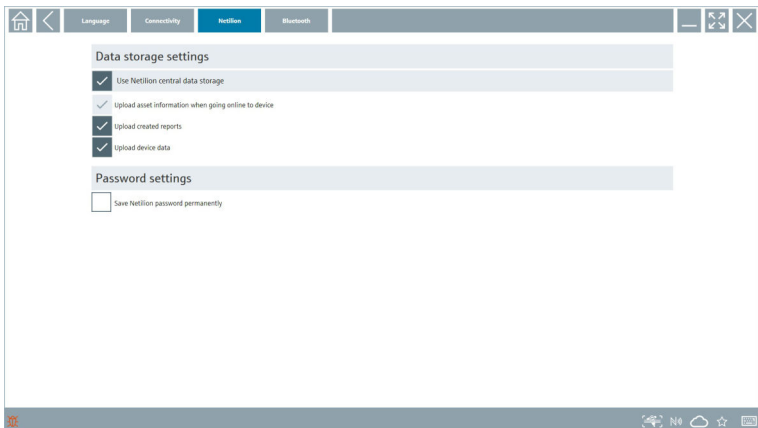 Language
Connectivity
Netilion
Bluetooth
Data storage settings
Use Netilion central data storage
Upload asset information when going online to device
Upload created reports
Upload device data
Password settings
Save Netilion password permanently